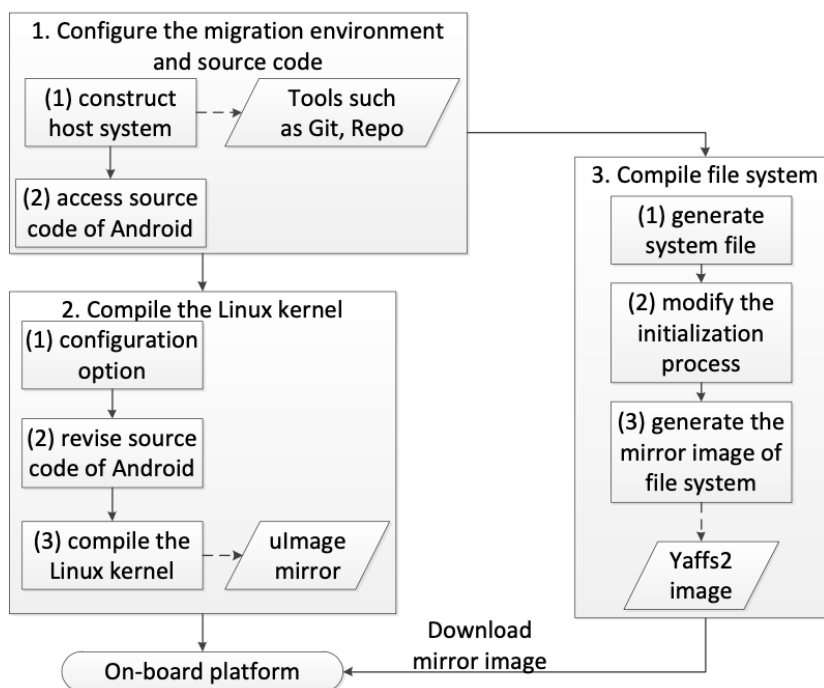 1. Configure the migration environment
and source code
(1) construct
host system
Tools such
as Git, Repo
(2) access source
code of Android
2. Compile the Linux kernel
(1) configuration
option
(2) revise source
code of Android
(3) compile the
Linux kernel
uImage
mirror
3. Compile file system
(1) generate
system file
(2) modify the
initialization
process
(3) generate the
mirror image of
file system
Yaffs2
image
Download
mirror image
On-board platform